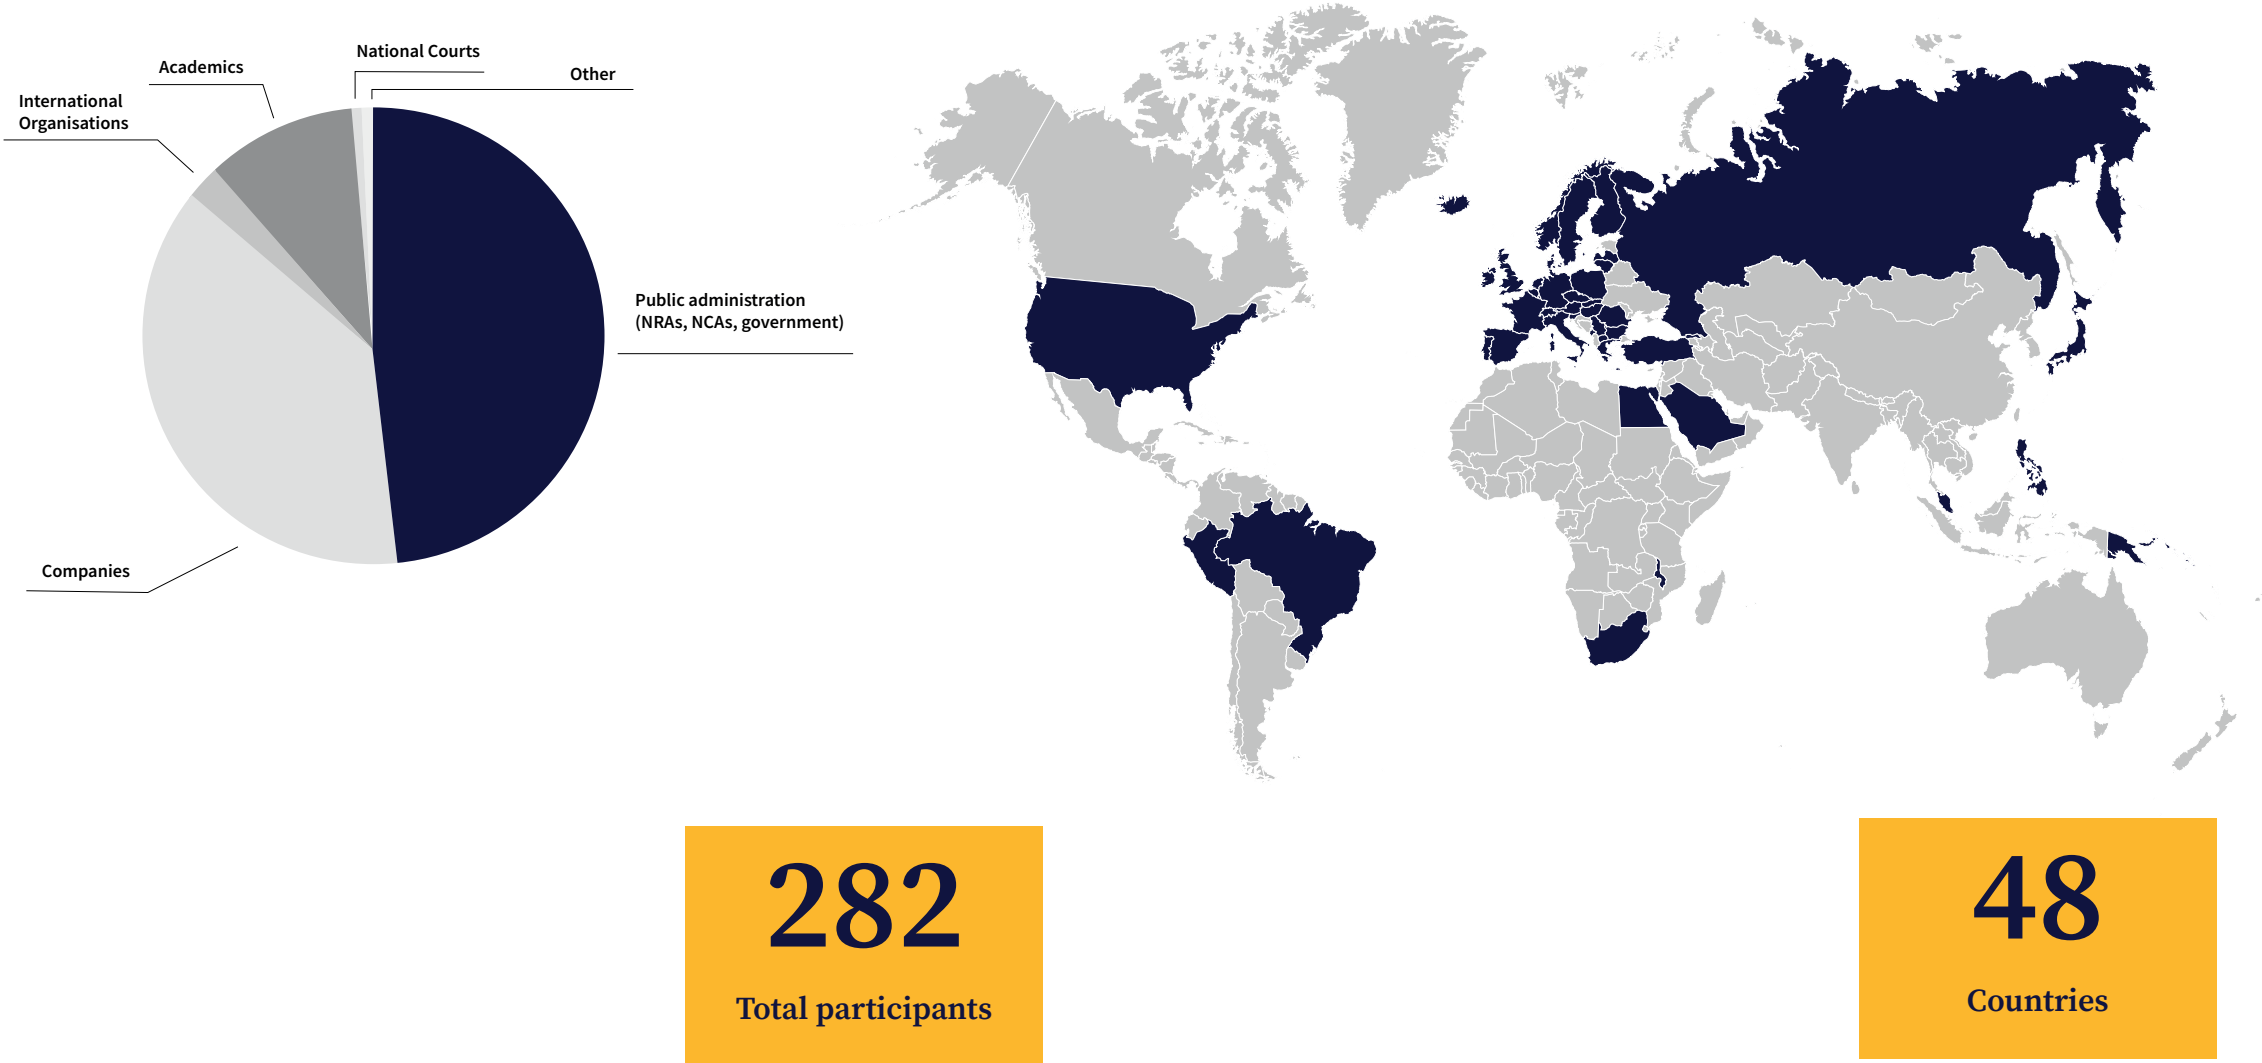 National Courts
Academics
Other
International
Organisations
Public administration
(NRAs, NCAs, government)
Companies
282
Total participants
48
Countries